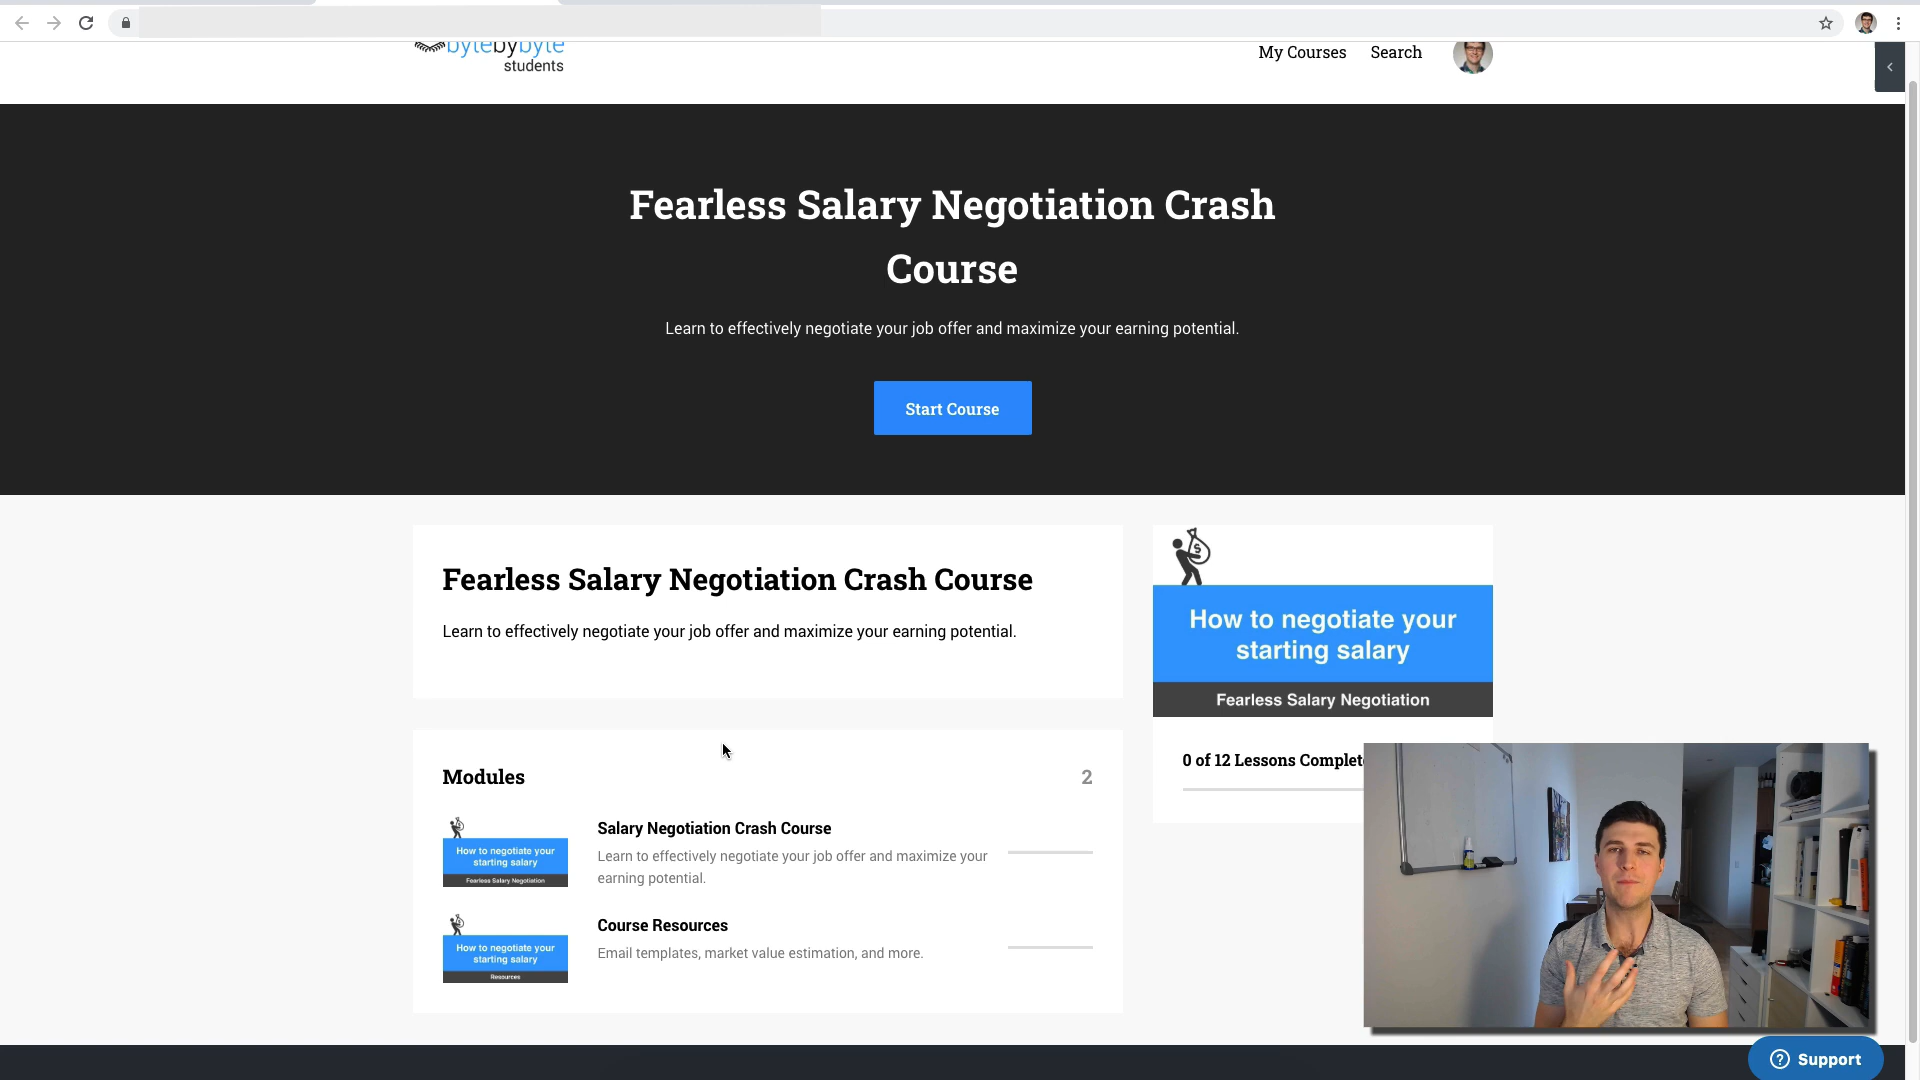 bytebybyte
students
My Courses Search
Fearless Salary Negotiation Crash
Course
Learn to effectively negotiate your job offer and maximize your earning potential.
Start Course
Fearless Salary Negotiation Crash Course
Learn to effectively negotiate your job offer and maximize your earning potential.
$
How to negotiate your
starting salary
Fearless Salary Negotiation
0 of 12 Lessons Complet
Modules 2
How to negotiate your
starting salary
Fearless Salary Negotiation
Salary Negotiation Crash Course
Learn to effectively negotiate your job offer and maximize your
earning potential.
How to negotiate your
starting salary
Resources
Course Resources
Email templates, market value estimation, and more.
? Support